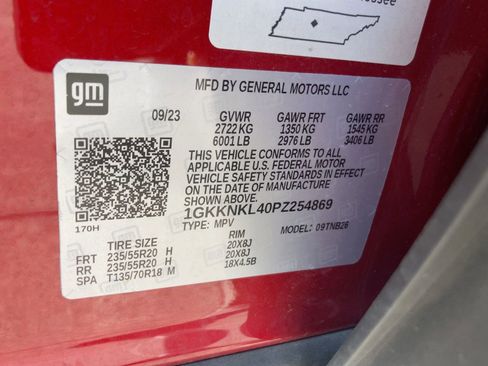 gm
MFD BY GENERAL MOTORS LLC
09/23 GVWR GAWR FRT GAWR RR
2722 KG 1350 KG 1545 KG
6001 LB 2976 LB 3406 LB
THIS VEHICLE CONFORMS TO ALL
APPLICABLE U.S. FEDERAL MOTOR
VEHICLE SAFETY STANDARDS IN EFFECT
ON THE DATE OF MANUFACTURE
SHOWN ABOVE.
1GKKNKL40PZ254869
170H TYPE: MPV MODEL: 09TNB26
TIRE SIZE RIM
FRT 235/55R20 H 20X8J
RR 235/55R20 H 20X8J
SPA T135/70R18 M 18X4.5B